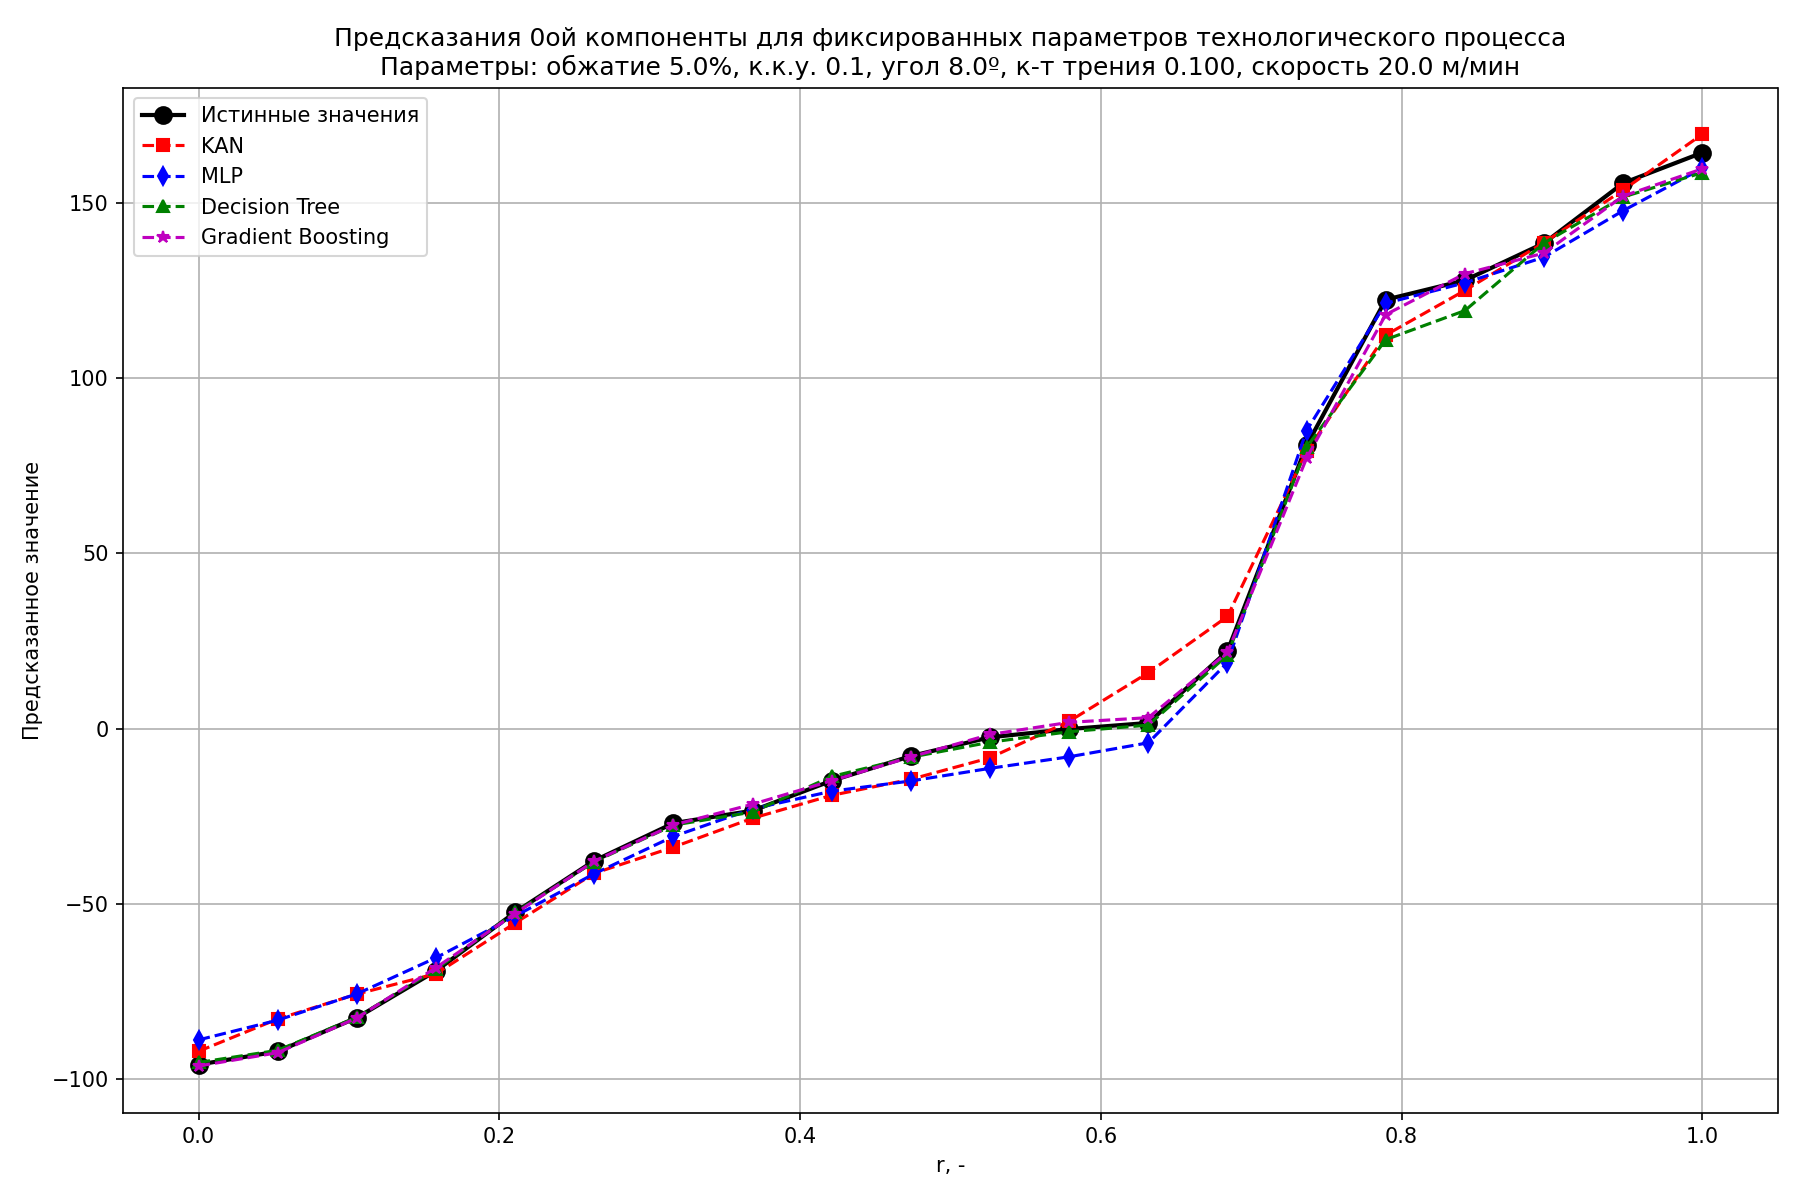 Предсказания 0ой компоненты для фиксированных параметров технологического процесса
Параметры: обжатие 5.0%, к.к.у. 0.1, угол 8.0º, к-т трения 0.100, скорость 20.0 м/мин
Истинные значения
KAN
MLP
Decision Tree
Gradient Boosting
Предсказанное значение
150
100
50
0
−50
−100
0.0 0.2 0.4 0.6 0.8 1.0
r, -